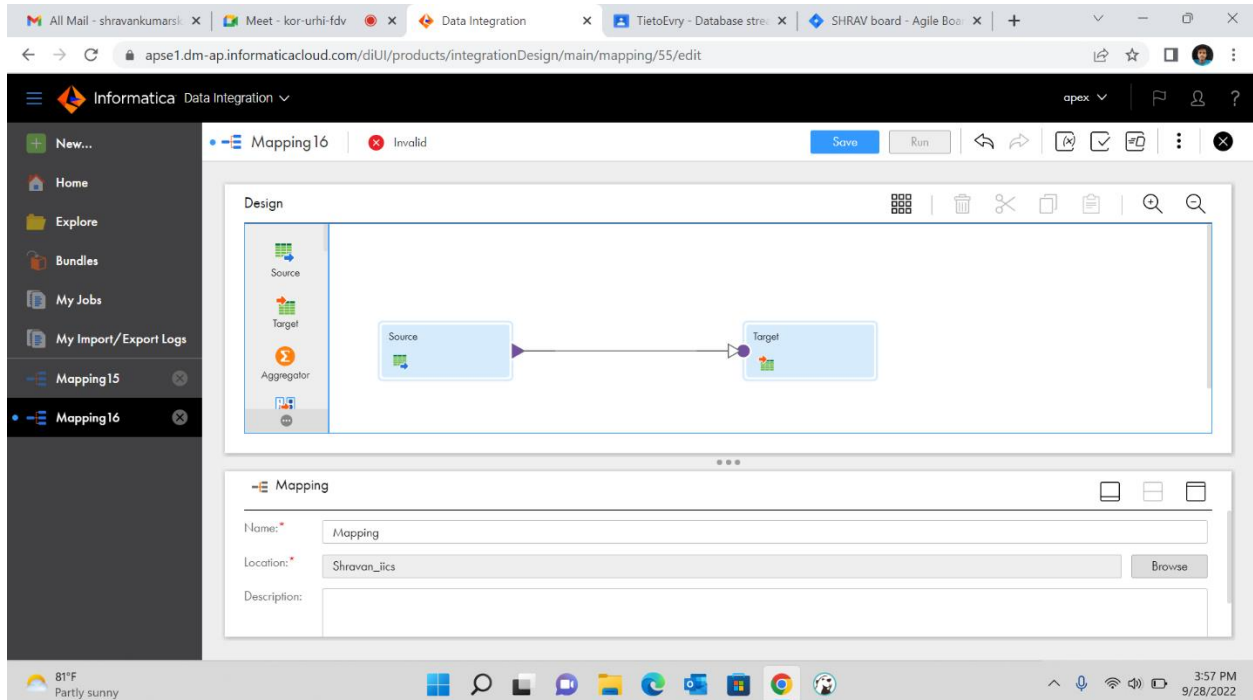 All Mail - shravankumarsk
Meet - kor-urhi-fdv
Data Integration
TietoEvry - Database strea
SHRAV board - Agile Boar
apse1.dm-ap.informaticacloud.com/diUI/products/integrationDesign/main/mapping/55/edit
Informatica Data Integration
apex
?
New...
Mapping16
Invalid
Save
Run
Home
Explore
Bundles
My Jobs
My Import/Export Logs
Mapping15
Mapping16
Design
Source
Target
Aggregator
Source
Target
Mapping
Name:*
Mapping
Location:*
Shravan_iics
Browse
Description:
81°F
Partly sunny
3:57 PM
9/28/2022